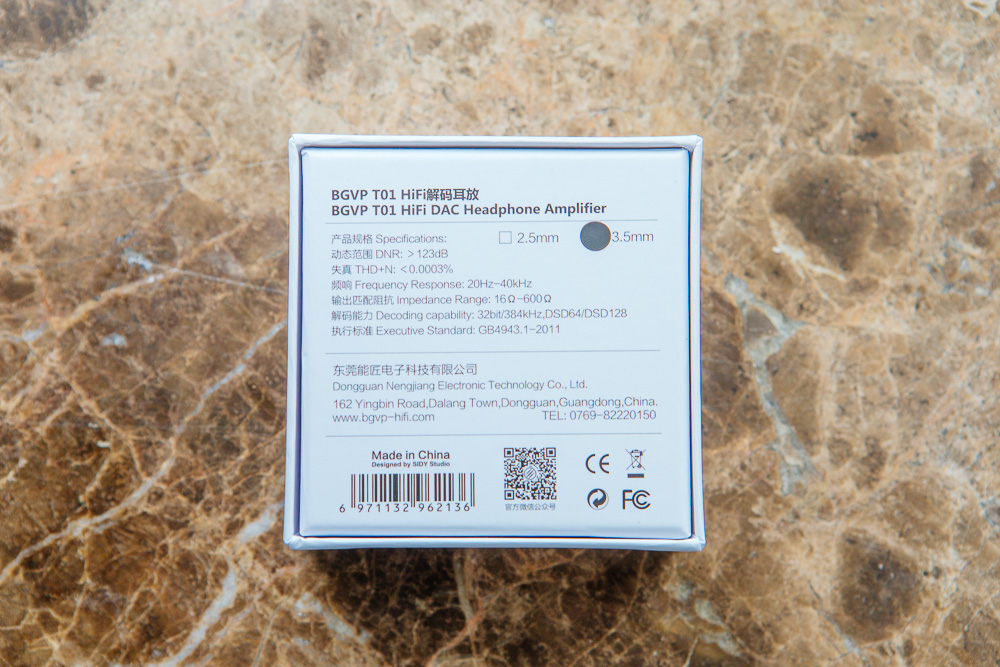 BGVP T01 HiFi解码耳放
BGVP T01 HiFi DAC Headphone Amplifier
产品规格 Specifications: 2.5mm 3.5mm
动态范围 DNR: >123dB
失真 THD+N: <0.0003%
频响 Frequency Response: 20Hz-40kHz
输出匹配阻抗 Impedance Range: 16Ω-600Ω
解码能力 Decoding capability: 32bit/384kHz,DSD64/DSD128
执行标准 Executive Standard: GB4943.1-2011
东莞能匠电子科技有限公司
Dongguan Nengjiang Electronic Technology Co., Ltd.
162 Yingbin Road,Dalang Town,Dongguan,Guangdong,China.
www.bgvp-hifi.com TEL: 0769-82220150
Made in China
Designed by SIDY Studio
6 971132 962136
官方微信公众号
CE
FC